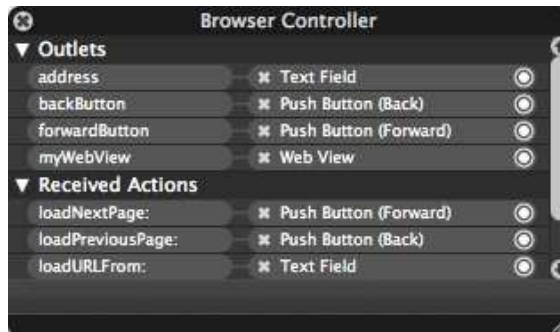 Browser Controller
Outlets
address Text Field
backButton Push Button (Back)
forwardButton Push Button (Forward)
myWebView Web View
Received Actions
loadNextPage: Push Button (Forward)
loadPreviousPage: Push Button (Back)
loadURLFrom: Text Field